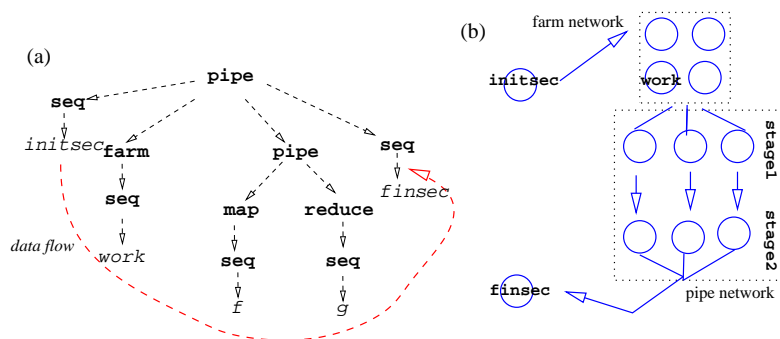 (a)
pipe
seq
seq
initsec
farm
pipe
finsec
seq
map
reduce
data flow
work
seq
seq
f
g
(b)
farm network
initsec
work
stage1
stage2
finsec
pipe network